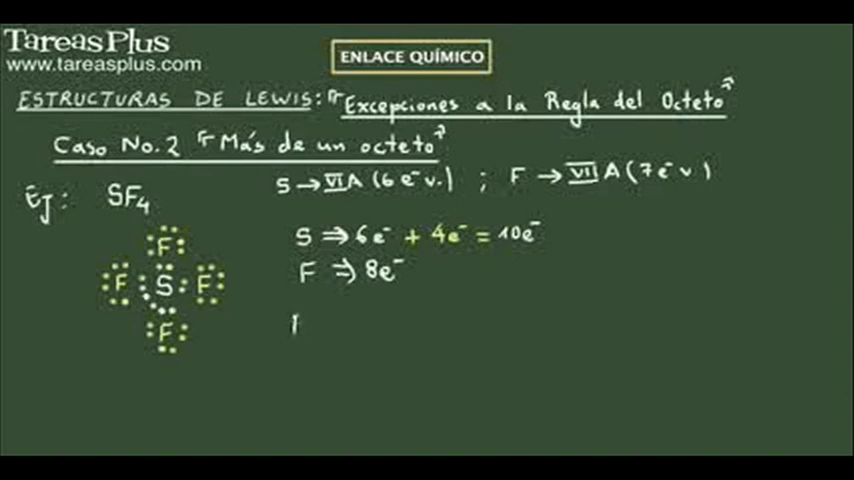 TareasPlus
www.tareasplus.com
ENLACE QUÍMICO
ESTRUCTURAS DE LEWIS: "Excepciones a la Regla del Octeto"
Caso No. 2 "Más de un octeto"
Ej: SF₄
S → VI A (6 e⁻ v.) ; F → VII A (7 e⁻ v)
S ⇒ 6e⁻ + 4e⁻ = 10e⁻
F ⇒ 8e⁻
F
F S F
F